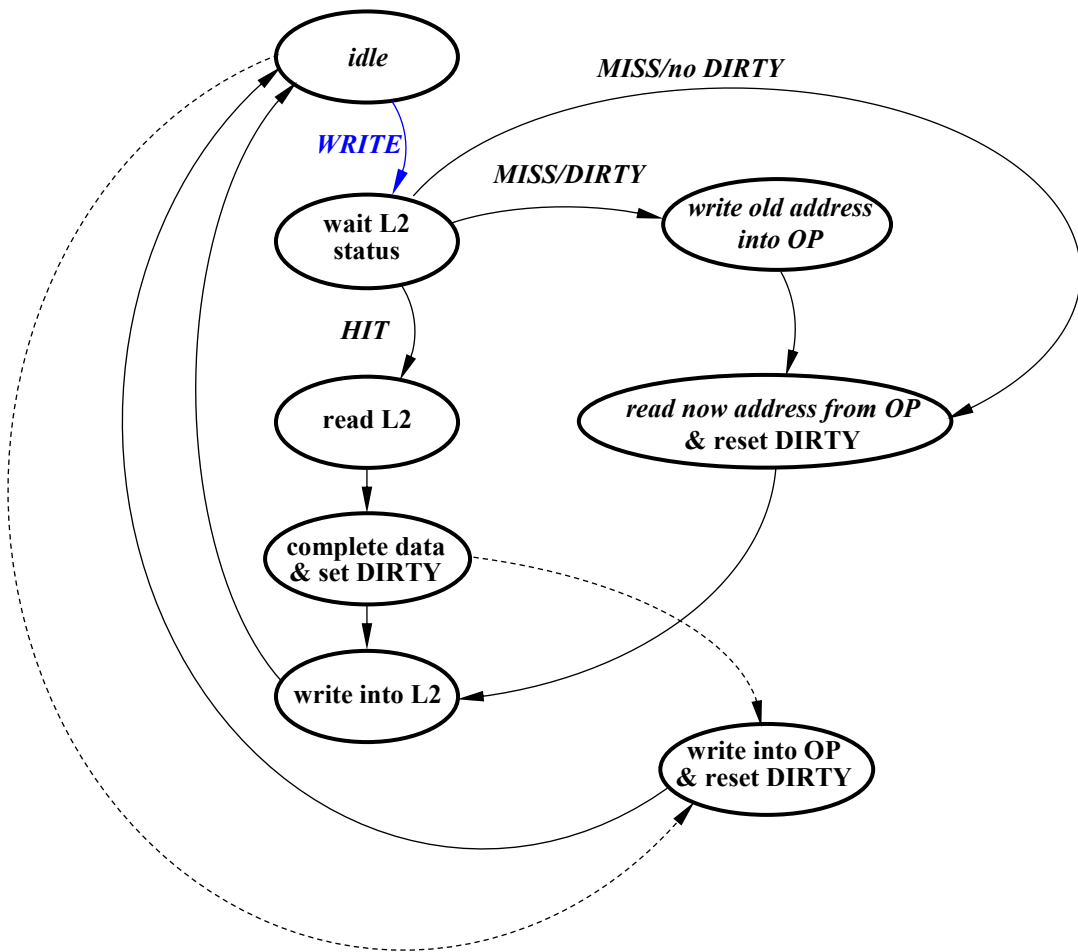 idle
MISS/no DIRTY
WRITE
MISS/DIRTY
wait L2
status
write old address
into OP
HIT
read L2
read now address from OP
& reset DIRTY
complete data
& set DIRTY
write into L2
write into OP
& reset DIRTY